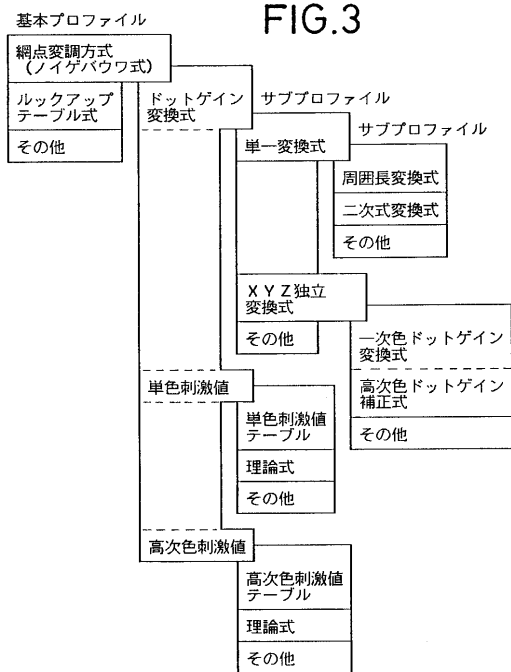 FIG.3
基本プロファイル
網点変調方式
(ノイゲバウワ式)
ルックアップ
テーブル式
その他
ドットゲイン
変換式
サブプロファイル
単一変換式
サブプロファイル
周囲長変換式
二次式変換式
その他
XYZ独立
変換式
その他
一次色ドットゲイン
変換式
高次色ドットゲイン
補正式
その他
単色刺激値
単色刺激値
テーブル
理論式
その他
高次色刺激値
高次色刺激値
テーブル
理論式
その他